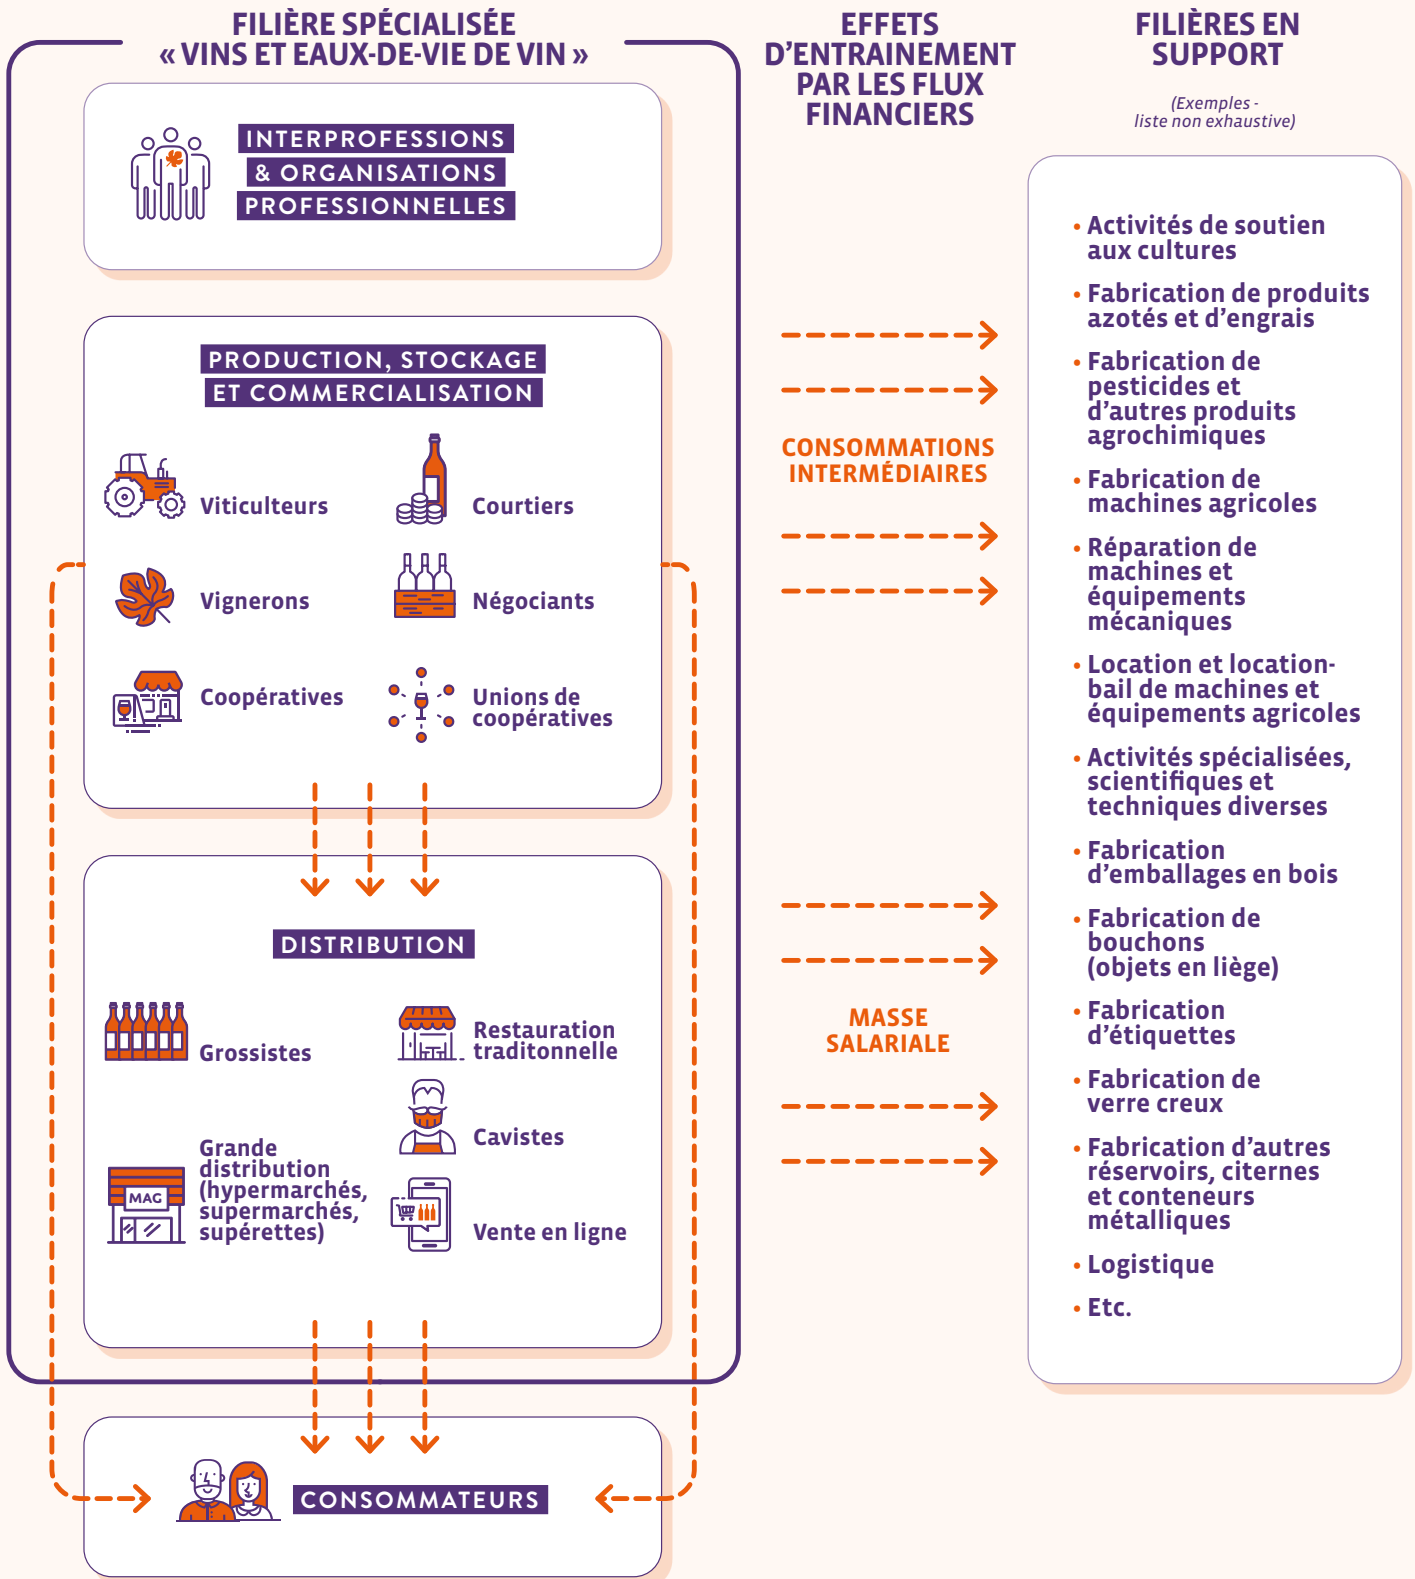 FILIÈRE SPÉCIALISÉE
« VINS ET EAUX-DE-VIE DE VIN »
INTERPROFESSIONS
& ORGANISATIONS
PROFESSIONNELLES
PRODUCTION, STOCKAGE
ET COMMERCIALISATION
Viticulteurs
Courtiers
Vignerons
Négociants
Coopératives
Unions de
coopératives
DISTRIBUTION
Grossistes
Restauration
traditonnelle
Cavistes
Grande
distribution
(hypermarchés,
supermarchés,
supérettes)
MAG
Vente en ligne
CONSOMMATEURS
EFFETS
D’ENTRAINEMENT
PAR LES FLUX
FINANCIERS
CONSOMMATIONS
INTERMÉDIAIRES
MASSE
SALARIALE
FILIÈRES EN
SUPPORT
(Exemples -
liste non exhaustive)
• Activités de soutien
aux cultures
• Fabrication de produits
azotés et d’engrais
• Fabrication de
pesticides et
d’autres produits
agrochimiques
• Fabrication de
machines agricoles
• Réparation de
machines et
équipements
mécaniques
• Location et location-
bail de machines et
équipements agricoles
• Activités spécialisées,
scientifiques et
techniques diverses
• Fabrication
d’emballages en bois
• Fabrication de
bouchons
(objets en liège)
• Fabrication
d’étiquettes
• Fabrication de
verre creux
• Fabrication d’autres
réservoirs, citernes
et conteneurs
métalliques
• Logistique
• Etc.